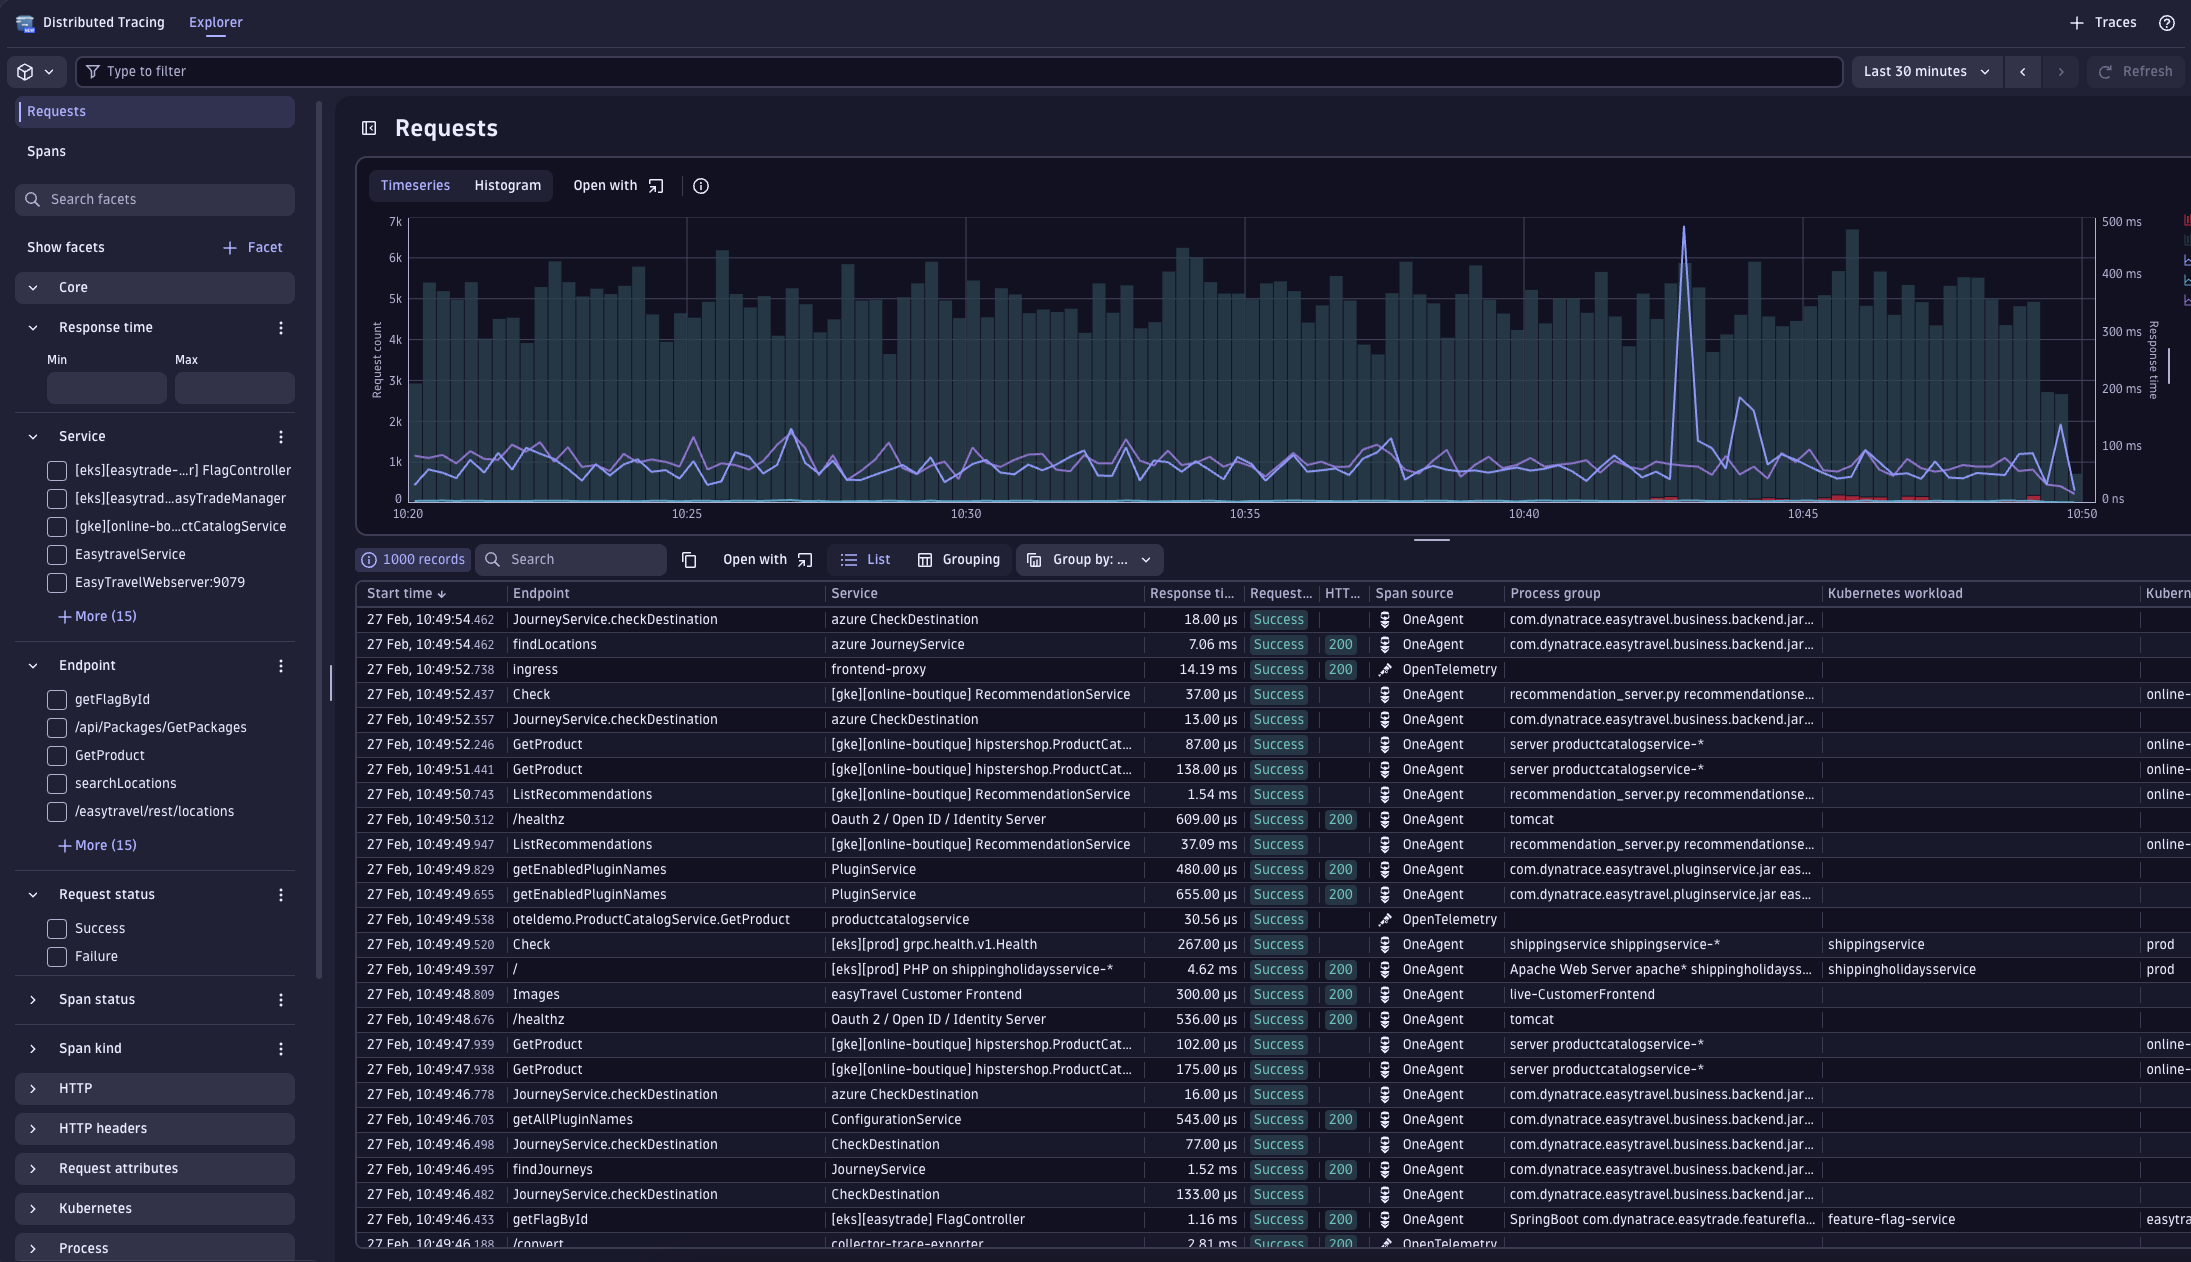 Distributed Tracing Explorer Traces
Type to filter Last 30 minutes Refresh
Requests
Spans
Search facets
Show facets Facet
Core
Response time
Min Max
Service
[eks][easytrade-...r] FlagController
[eks][easytrad...asyTradeManager
[gke][online-bo...ctCatalogService
EasytravelService
EasyTravelWebserver:9079
More (15)
Endpoint
getFlagById
/api/Packages/GetPackages
GetProduct
searchLocations
/easytravel/rest/locations
More (15)
Request status
Success
Failure
Span status
Span kind
HTTP
HTTP headers
Request attributes
Kubernetes
Process
Requests
Timeseries Histogram Open with
7k 500 ms
6k 400 ms
5k 300 ms
4k 200 ms
3k 100 ms
2k 0 ns
1k
0
Request count
Response time
10:20 10:25 10:30 10:35 10:40 10:45 10:50
1000 records Search Open with List Grouping Group by: ...
Start time Endpoint Service Response ti... Request... HTT... Span source Process group Kubernetes workload Kubern
27 Feb, 10:49:54.462 JourneyService.checkDestination azure CheckDestination 18.00 µs Success OneAgent com.dynatrace.easytravel.business.backend.jar...
27 Feb, 10:49:54.462 findLocations azure JourneyService 7.06 ms Success 200 OneAgent com.dynatrace.easytravel.business.backend.jar...
27 Feb, 10:49:52.738 ingress frontend-proxy 14.19 ms Success 200 OpenTelemetry
27 Feb, 10:49:52.437 Check [gke][online-boutique] RecommendationService 37.00 µs Success OneAgent recommendation_server.py recommendationse... online-
27 Feb, 10:49:52.357 JourneyService.checkDestination azure CheckDestination 13.00 µs Success OneAgent com.dynatrace.easytravel.business.backend.jar...
27 Feb, 10:49:52.246 GetProduct [gke][online-boutique] hipstershop.ProductCat... 87.00 µs Success OneAgent server productcatalogservice-* online-
27 Feb, 10:49:51.441 GetProduct [gke][online-boutique] hipstershop.ProductCat... 138.00 µs Success OneAgent server productcatalogservice-* online-
27 Feb, 10:49:50.743 ListRecommendations [gke][online-boutique] RecommendationService 1.54 ms Success OneAgent recommendation_server.py recommendationse... online-
27 Feb, 10:49:50.312 /healthz Oauth 2 / Open ID / Identity Server 609.00 µs Success 200 OneAgent tomcat
27 Feb, 10:49:49.947 ListRecommendations [gke][online-boutique] RecommendationService 37.09 ms Success OneAgent recommendation_server.py recommendationse... online-
27 Feb, 10:49:49.829 getEnabledPluginNames PluginService 480.00 µs Success 200 OneAgent com.dynatrace.easytravel.pluginservice.jar eas...
27 Feb, 10:49:49.655 getEnabledPluginNames PluginService 655.00 µs Success 200 OneAgent com.dynatrace.easytravel.pluginservice.jar eas...
27 Feb, 10:49:49.538 oteldemo.ProductCatalogService.GetProduct productcatalogservice 30.56 µs Success OpenTelemetry
27 Feb, 10:49:49.520 Check [eks][prod] grpc.health.v1.Health 267.00 µs Success OneAgent shippingservice shippingservice-* shippingservice prod
27 Feb, 10:49:49.397 / [eks][prod] PHP on shippingholidaysservice-* 4.62 ms Success 200 OneAgent Apache Web Server apache* shippingholidayss... shippingholidaysservice prod
27 Feb, 10:49:48.809 Images easyTravel Customer Frontend 300.00 µs Success 200 OneAgent live-CustomerFrontend
27 Feb, 10:49:48.676 /healthz Oauth 2 / Open ID / Identity Server 536.00 µs Success 200 OneAgent tomcat
27 Feb, 10:49:47.939 GetProduct [gke][online-boutique] hipstershop.ProductCat... 102.00 µs Success OneAgent server productcatalogservice-* online-
27 Feb, 10:49:47.938 GetProduct [gke][online-boutique] hipstershop.ProductCat... 175.00 µs Success OneAgent server productcatalogservice-* online-
27 Feb, 10:49:46.778 JourneyService.checkDestination azure CheckDestination 16.00 µs Success OneAgent com.dynatrace.easytravel.business.backend.jar...
27 Feb, 10:49:46.703 getAllPluginNames ConfigurationService 543.00 µs Success 200 OneAgent com.dynatrace.easytravel.business.backend.jar...
27 Feb, 10:49:46.498 JourneyService.checkDestination CheckDestination 77.00 µs Success OneAgent com.dynatrace.easytravel.business.backend.jar...
27 Feb, 10:49:46.495 findJourneys JourneyService 1.52 ms Success 200 OneAgent com.dynatrace.easytravel.business.backend.jar...
27 Feb, 10:49:46.482 JourneyService.checkDestination CheckDestination 133.00 µs Success OneAgent com.dynatrace.easytravel.business.backend.jar...
27 Feb, 10:49:46.433 getFlagById [eks][easytrade] FlagController 1.16 ms Success 200 OneAgent SpringBoot com.dynatrace.easytrade.featurefla... feature-flag-service easytra
27 Feb, 10:49:46.188 /convert collector-trace-exporter 2.81 ms Success 200 OpenTelemetry